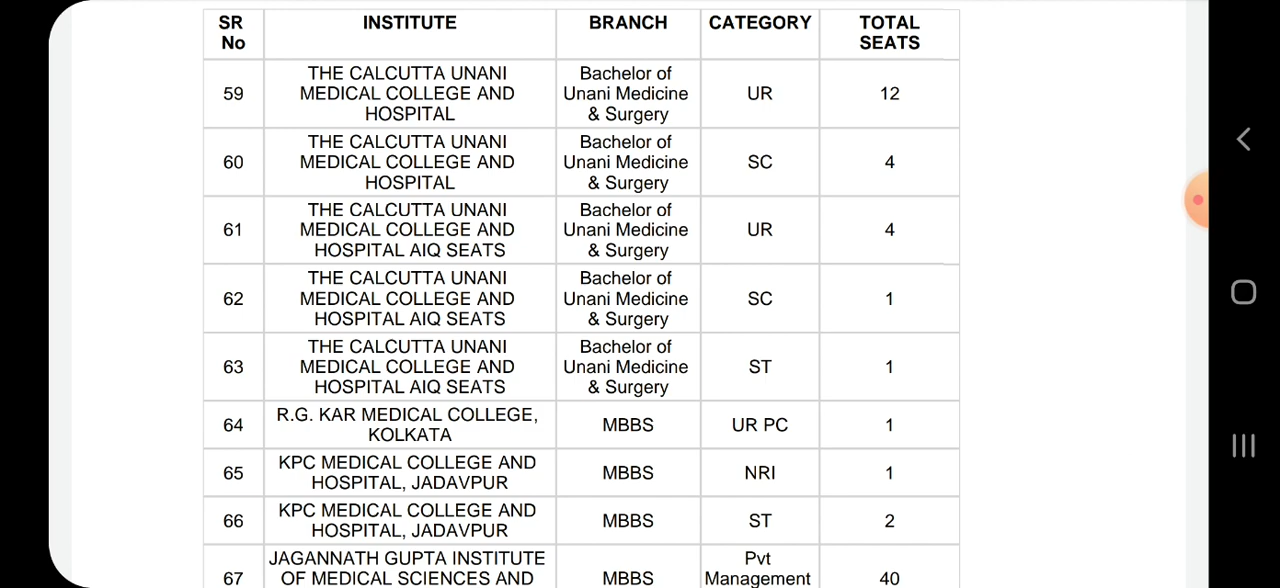 SR No | INSTITUTE | BRANCH | CATEGORY | TOTAL SEATS
59 | THE CALCUTTA UNANI MEDICAL COLLEGE AND HOSPITAL | Bachelor of Unani Medicine & Surgery | UR | 12
60 | THE CALCUTTA UNANI MEDICAL COLLEGE AND HOSPITAL | Bachelor of Unani Medicine & Surgery | SC | 4
61 | THE CALCUTTA UNANI MEDICAL COLLEGE AND HOSPITAL AIQ SEATS | Bachelor of Unani Medicine & Surgery | UR | 4
62 | THE CALCUTTA UNANI MEDICAL COLLEGE AND HOSPITAL AIQ SEATS | Bachelor of Unani Medicine & Surgery | SC | 1
63 | THE CALCUTTA UNANI MEDICAL COLLEGE AND HOSPITAL AIQ SEATS | Bachelor of Unani Medicine & Surgery | ST | 1
64 | R.G. KAR MEDICAL COLLEGE, KOLKATA | MBBS | UR PC | 1
65 | KPC MEDICAL COLLEGE AND HOSPITAL, JADAVPUR | MBBS | NRI | 1
66 | KPC MEDICAL COLLEGE AND HOSPITAL, JADAVPUR | MBBS | ST | 2
67 | JAGANNATH GUPTA INSTITUTE OF MEDICAL SCIENCES AND | MBBS | Pvt Management | 40